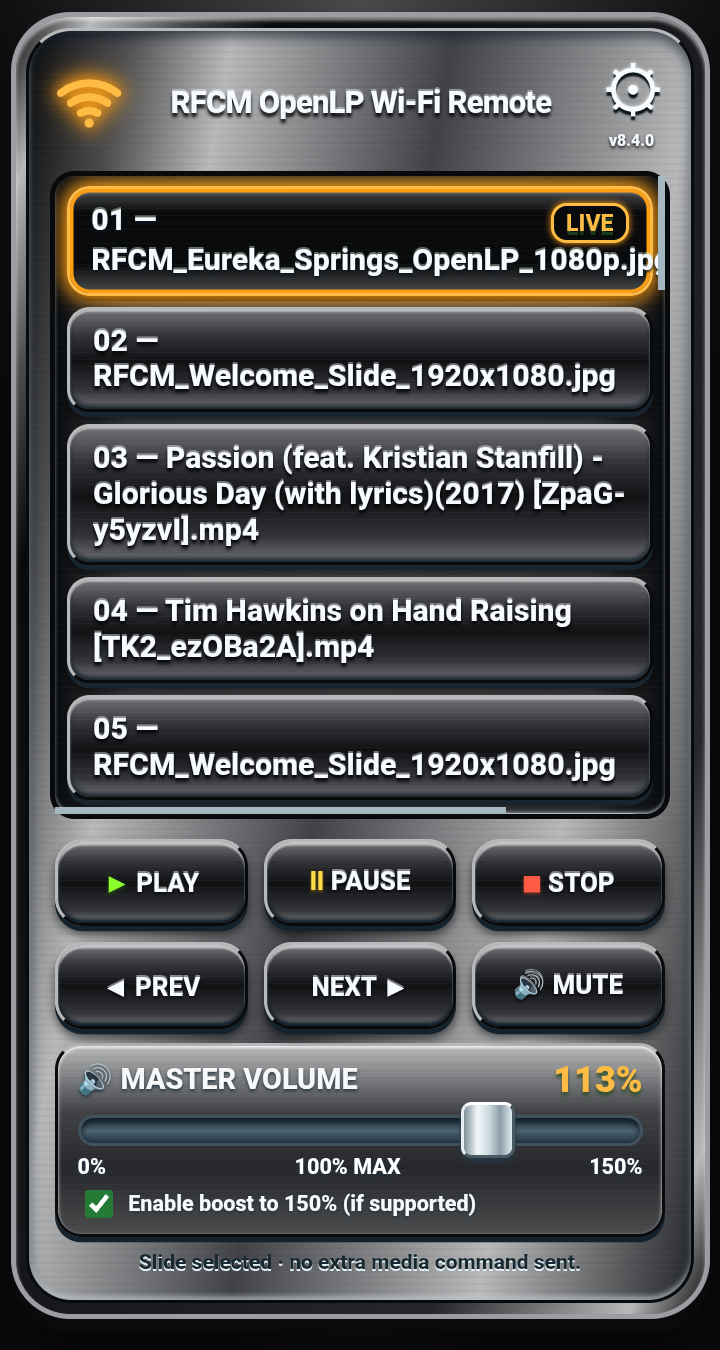 RFCM OpenLP Wi-Fi Remote
v8.4.0
01 —
LIVE
RFCM_Eureka_Springs_OpenLP_1080p.jpg
02 —
RFCM_Welcome_Slide_1920x1080.jpg
03 — Passion (feat. Kristian Stanfill) -
Glorious Day (with lyrics)(2017) [ZpaG-
y5yzvI].mp4
04 — Tim Hawkins on Hand Raising
[TK2_ezOBa2A].mp4
05 —
RFCM_Welcome_Slide_1920x1080.jpg
▶ PLAY
⏸ PAUSE
■ STOP
◀ PREV
NEXT ▶
🔊 MUTE
🔊 MASTER VOLUME
113%
0%
100% MAX
150%
Enable boost to 150% (if supported)
Slide selected · no extra media command sent.